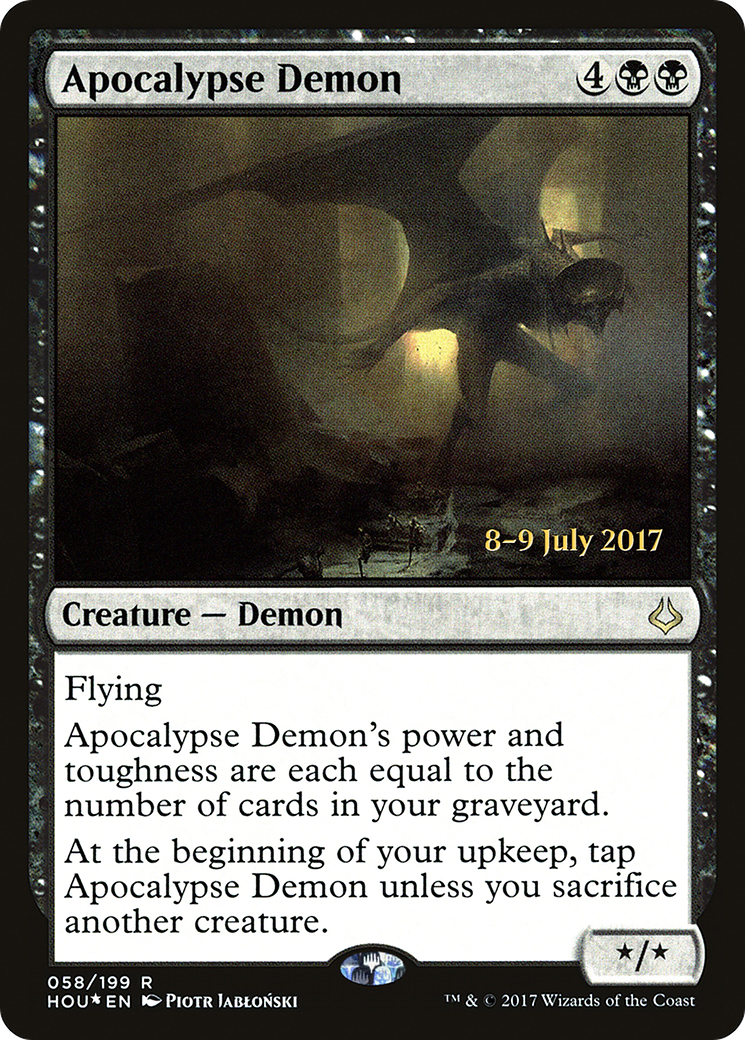 Apocalypse Demon 4
8–9 July 2017
Creature — Demon
Flying
Apocalypse Demon's power and
toughness are each equal to the
number of cards in your graveyard.
At the beginning of your upkeep, tap
Apocalypse Demon unless you sacrifice
another creature.
★/★
058/199 R
HOU★EN Piotr Jabłoński
™ & © 2017 Wizards of the Coast